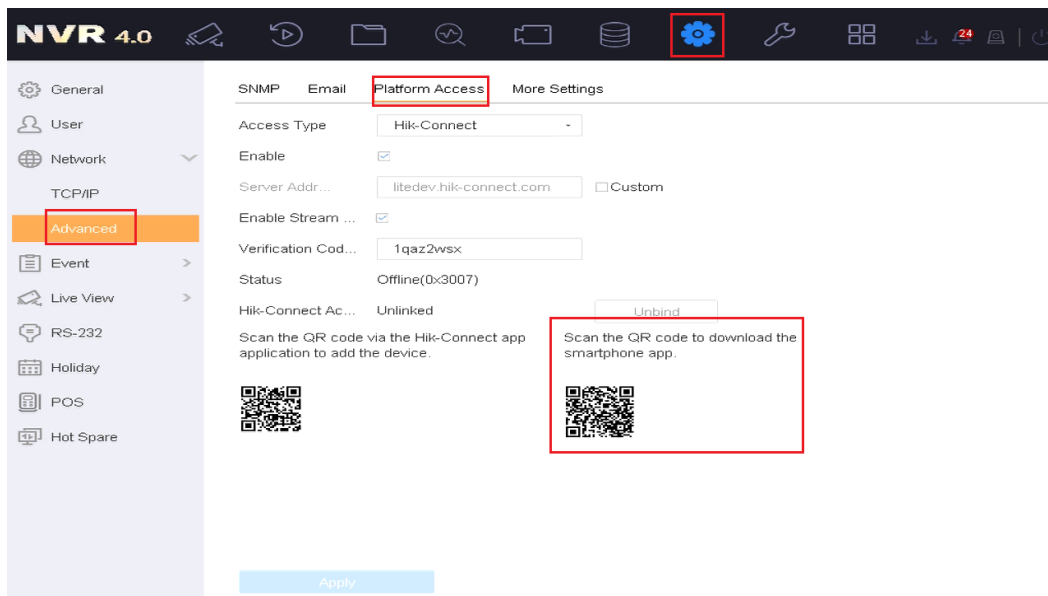 NVR 4.0
24
General
User
Network
TCP/IP
Advanced
Event
Live View
RS-232
Holiday
POS
Hot Spare
SNMP Email Platform Access More Settings
Access Type Hik-Connect
Enable
Server Addr... litedev.hik-connect.com Custom
Enable Stream ...
Verification Cod... 1qaz2wsx
Status Offline(0x3007)
Hik-Connect Ac... Unlinked Unbind
Scan the QR code via the Hik-Connect app
application to add the device.
Scan the QR code to download the
smartphone app.
Apply